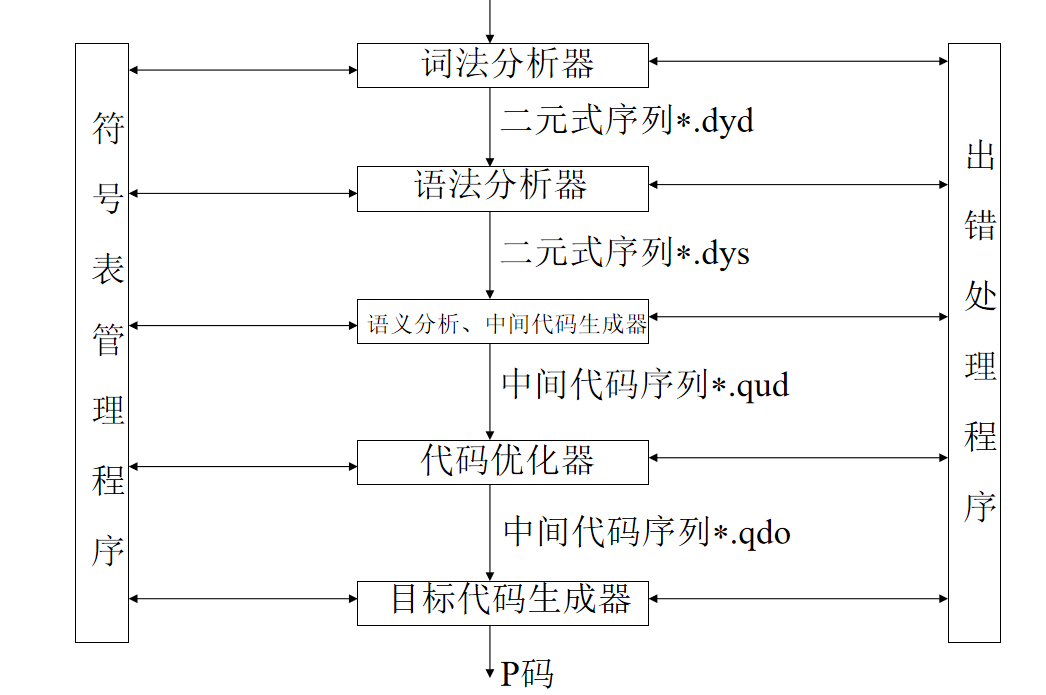 词法分析器
二元式序列*.dyd
语法分析器
二元式序列*.dys
语义分析、中间代码生成器
中间代码序列*.qud
代码优化器
中间代码序列*.qdo
目标代码生成器
P码
符号表管理程序
出错处理程序